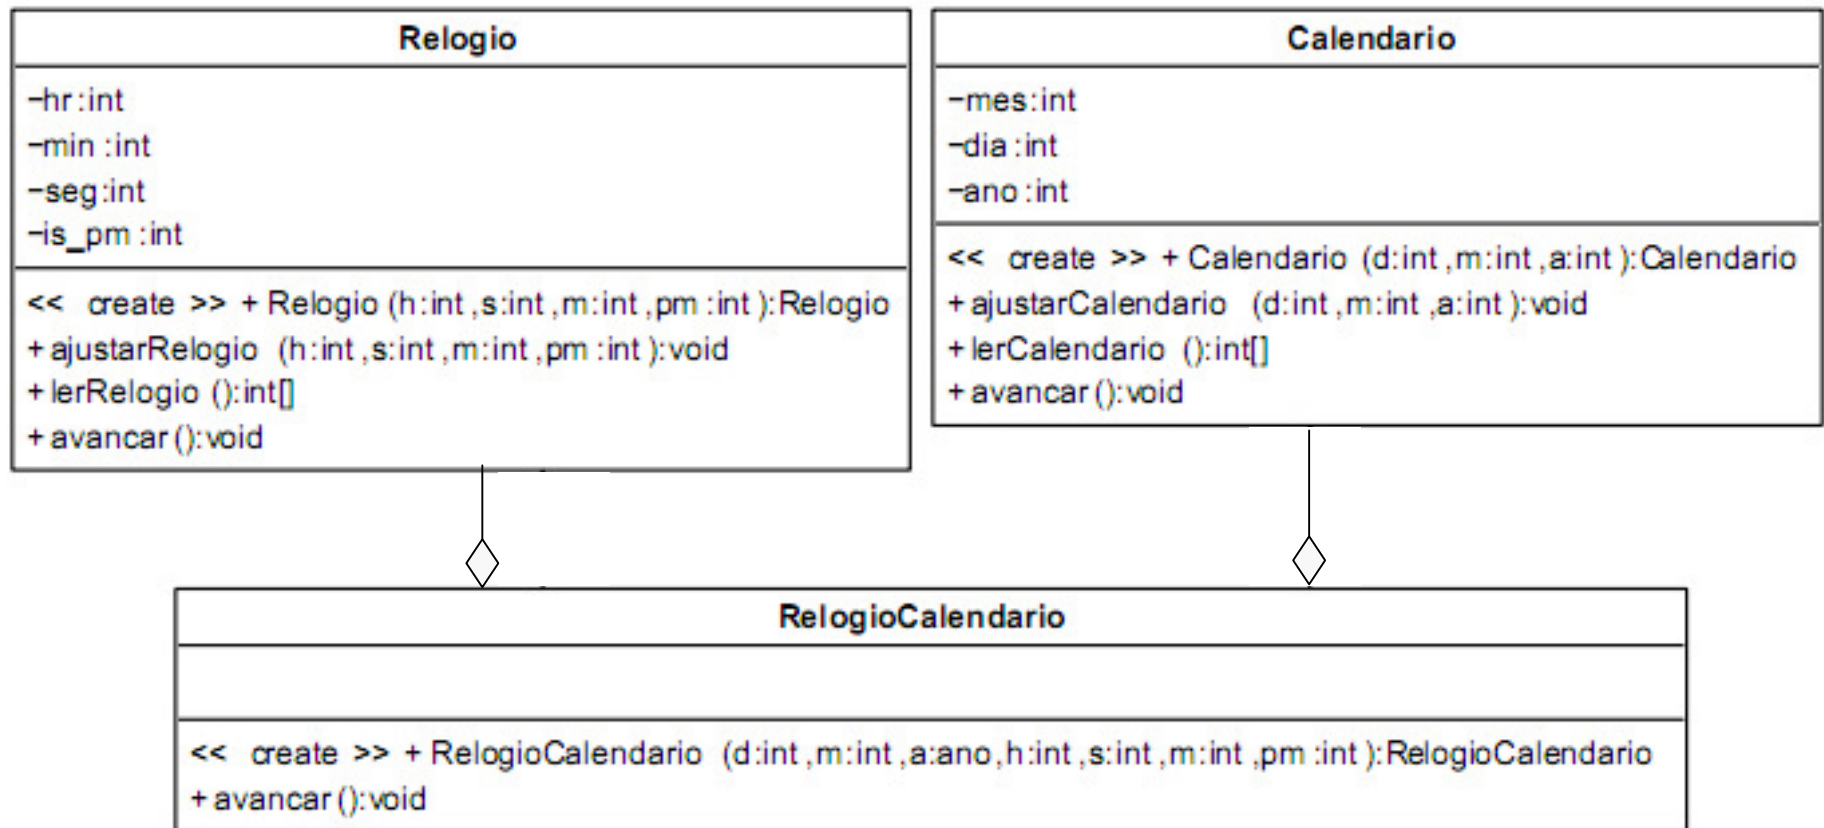 Relogio
-hr:int
-min :int
-seg:int
-is_pm :int
<< create >> + Relogio (h:int ,s:int ,m:int ,pm :int ):Relogio
+ ajustarRelogio (h:int ,s:int ,m:int ,pm :int ):void
+ lerRelogio ():int[]
+ avancar ():void
Calendario
-mes:int
-dia :int
-ano :int
<< create >> + Calendario (d:int ,m:int ,a:int ):Calendario
+ ajustarCalendario (d:int ,m:int ,a:int ):void
+ lerCalendario ():int[]
+ avancar ():void
RelogioCalendario
<< create >> + RelogioCalendario (d:int ,m:int ,a:ano ,h:int ,s:int ,m:int ,pm :int ):RelogioCalendario
+ avancar ():void